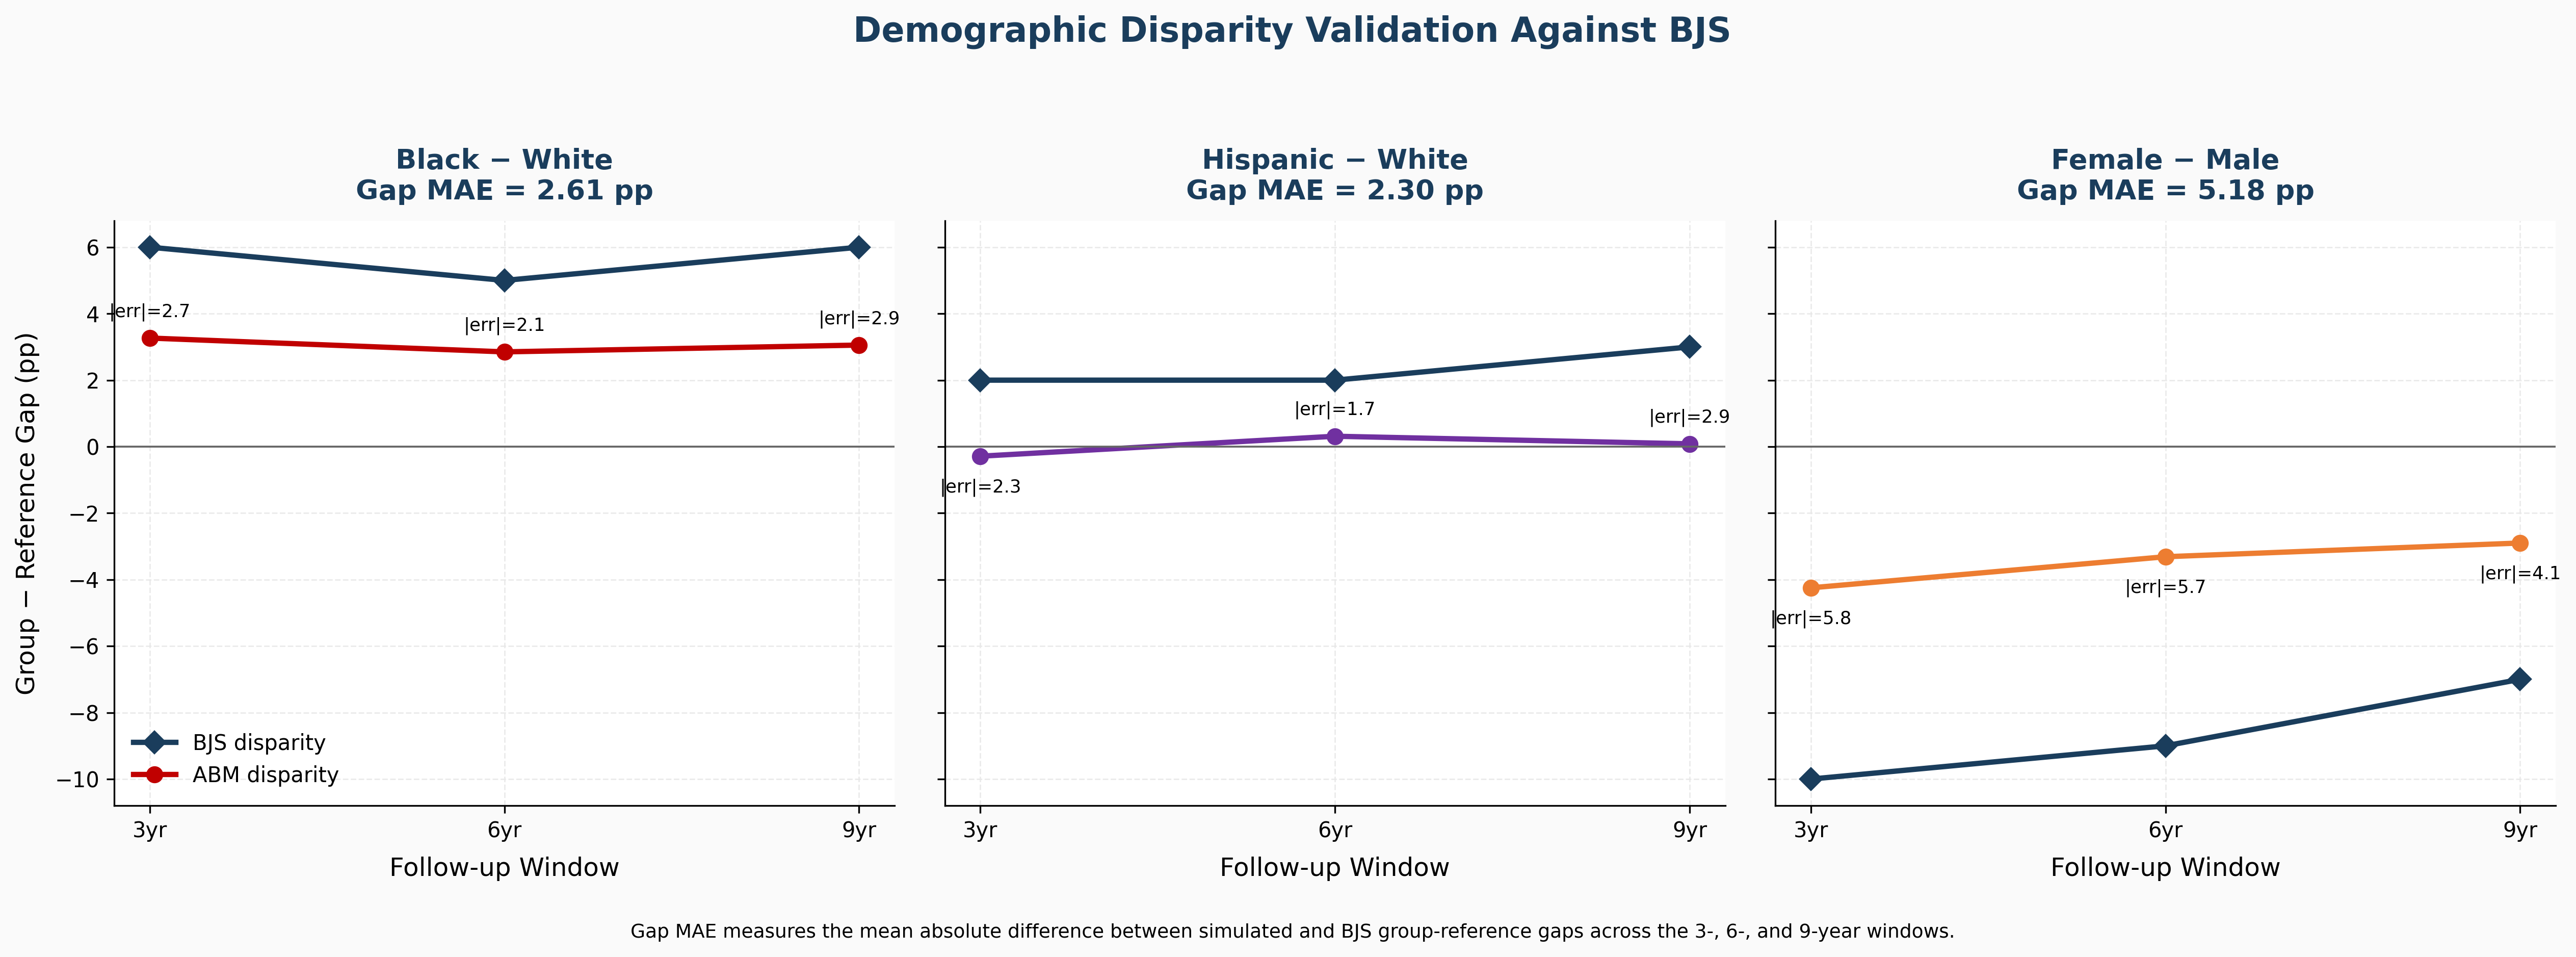 Demographic Disparity Validation Against BJS
Black − White
Gap MAE = 2.61 pp
Hispanic − White
Gap MAE = 2.30 pp
Female − Male
Gap MAE = 5.18 pp
Group − Reference Gap (pp)
6
4
2
0
−2
−4
−6
−8
−10
|err|=2.7
|err|=2.1
|err|=2.9
BJS disparity
ABM disparity
3yr
6yr
9yr
Follow-up Window
|err|=2.3
|err|=1.7
|err|=2.9
3yr
6yr
9yr
Follow-up Window
|err|=5.8
|err|=5.7
|err|=4.1
3yr
6yr
9yr
Follow-up Window
Gap MAE measures the mean absolute difference between simulated and BJS group-reference gaps across the 3-, 6-, and 9-year windows.